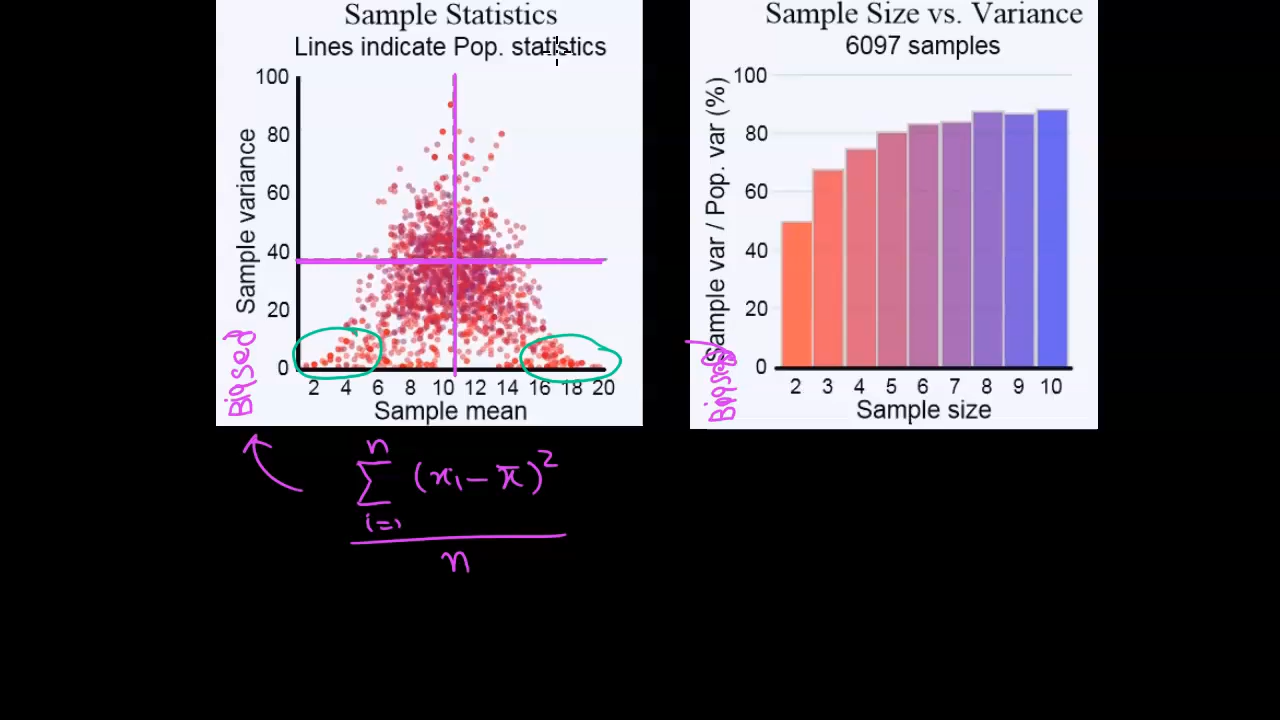 Sample Statistics
Lines indicate Pop. statistics
100
80
60
40
20
0
Sample variance
Biased
2 4 6 8 10 12 14 16 18 20
Sample mean
Sample Size vs. Variance
6097 samples
100
80
60
40
20
0
Sample var / Pop. var (%)
Biased
2 3 4 5 6 7 8 9 10
Sample size
n
∑ (xᵢ - x̄)²
i=1
n